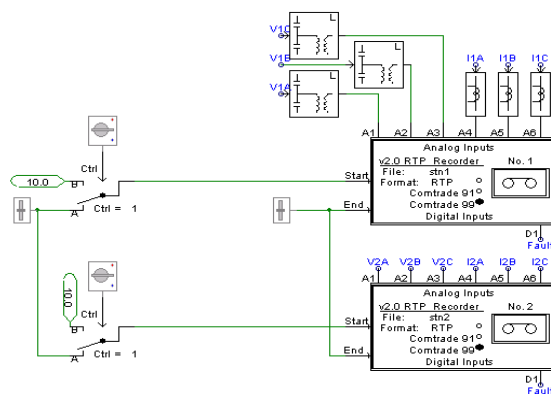 V1C
L
V1B
L
V1A
L
I1A I1B I1C
A1 A2 A3 A4 A5 A6
Analog Inputs
v2.0 RTP Recorder
No. 1
File: stn1
Format: RTP
Comtrade 91
Comtrade 99
Digital Inputs
Start
End
D1
Fault
Ctrl
10.0
B
A
Ctrl = 1
V2A V2B V2C I2A I2B I2C
A1 A2 A3 A4 A5 A6
Analog Inputs
v2.0 RTP Recorder
No. 2
File: stn2
Format: RTP
Comtrade 91
Comtrade 99
Digital Inputs
Start
End
D1
Fault
Ctrl
10.0
B
A
Ctrl = 1